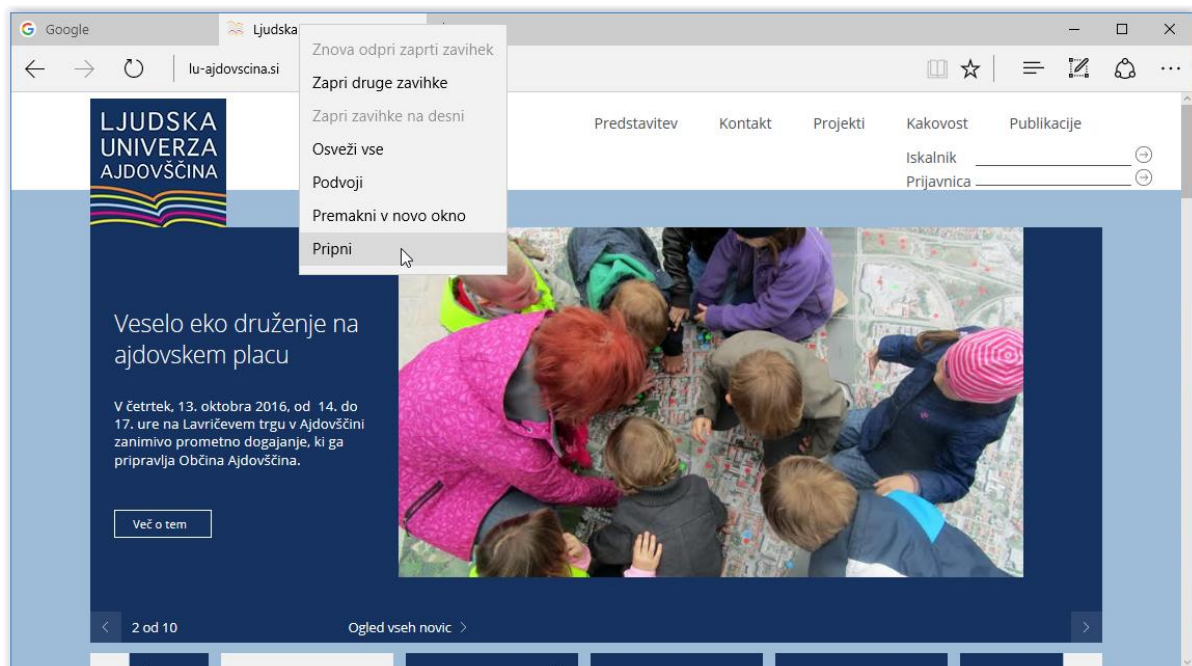 Google
Ljudska
lu-ajdovscina.si
Znova odpri zaprti zavihek
Zapri druge zavihke
Zapri zavihke na desni
Osveži vse
Podvoji
Premakni v novo okno
Pripni
LJUDSKA
UNIVERZA
AJDOVŠČINA
Predstavitev Kontakt Projekti Kakovost Publikacije
Iskalnik
Prijavnica
Veselo eko druženje na
ajdovskem placu
V četrtek, 13. oktobra 2016, od 14. do
17. ure na Lavričevem trgu v Ajdovščini
zanimivo prometno dogajanje, ki ga
pripravlja Občina Ajdovščina.
Več o tem
2 od 10
Ogled vseh novic